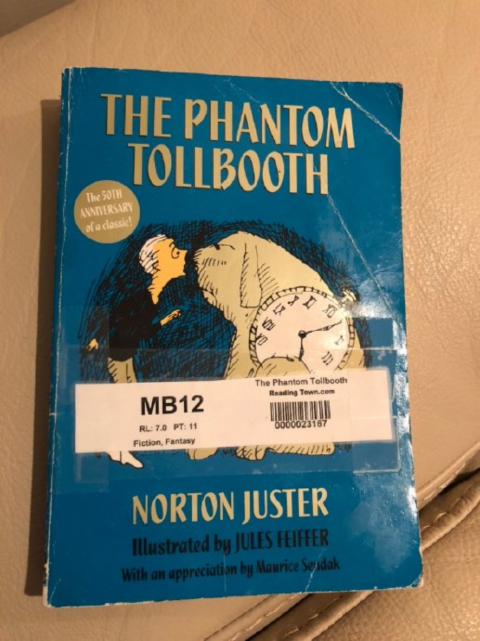 THE PHANTOM
TOLLBOOTH
The 50TH
ANNIVERSARY
of a classic!
MB12
RL: 7.0 PT: 11
Fiction, Fantasy
The Phantom Tollbooth
Reading Town.com
0000023167
NORTON JUSTER
Illustrated by JULES FEIFFER
With an appreciation by Maurice Sendak